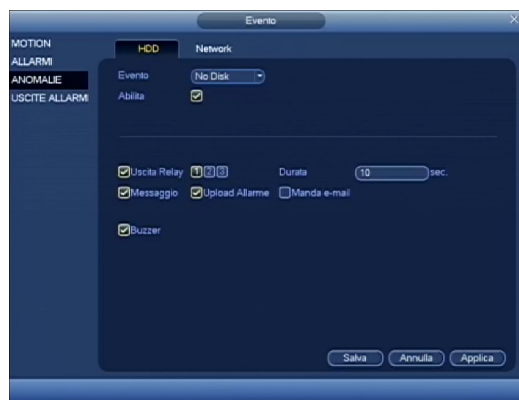 Evento
MOTION
ALLARMI
ANOMALIE
USCITE ALLARMI
HDD Network
Evento No Disk
Abilita
Uscita Relay 1 2 3 Durata 10 sec.
Messaggio Upload Allarme Manda e-mail
Buzzer
Salva Annulla Applica